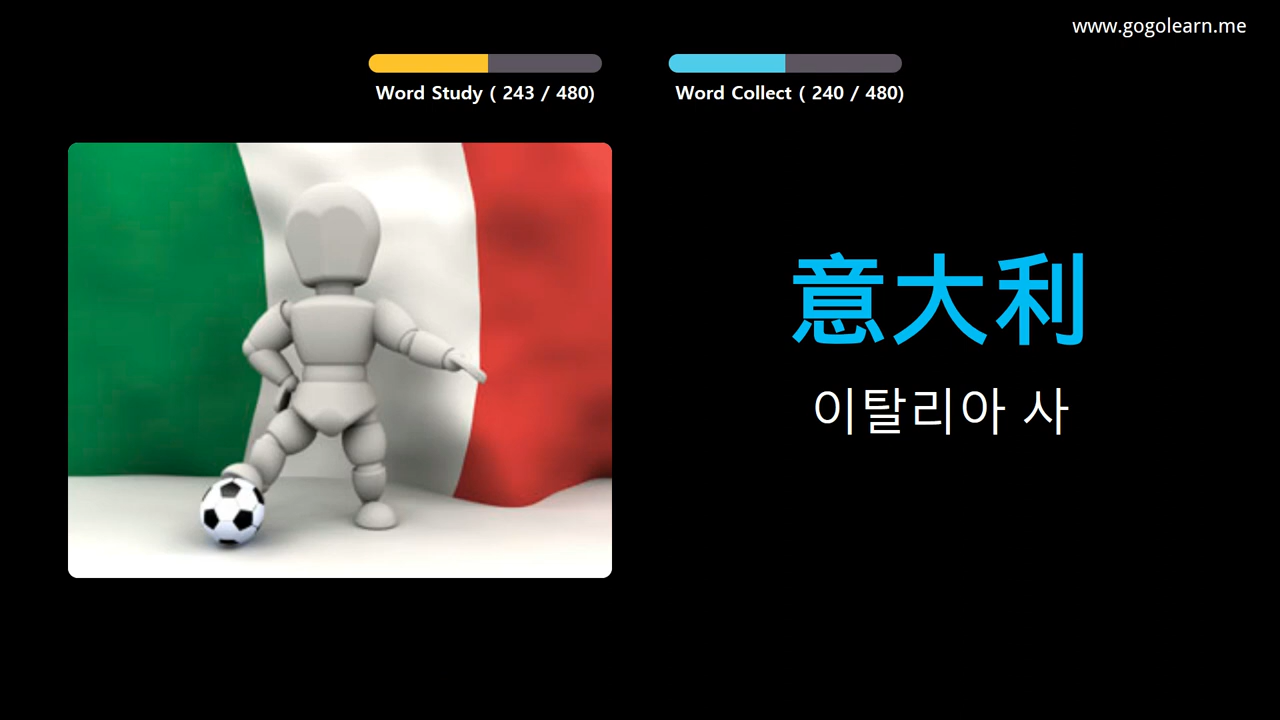 www.gogolearn.me
Word Study ( 243 / 480)
Word Collect ( 240 / 480)
意大利
이탈리아 사